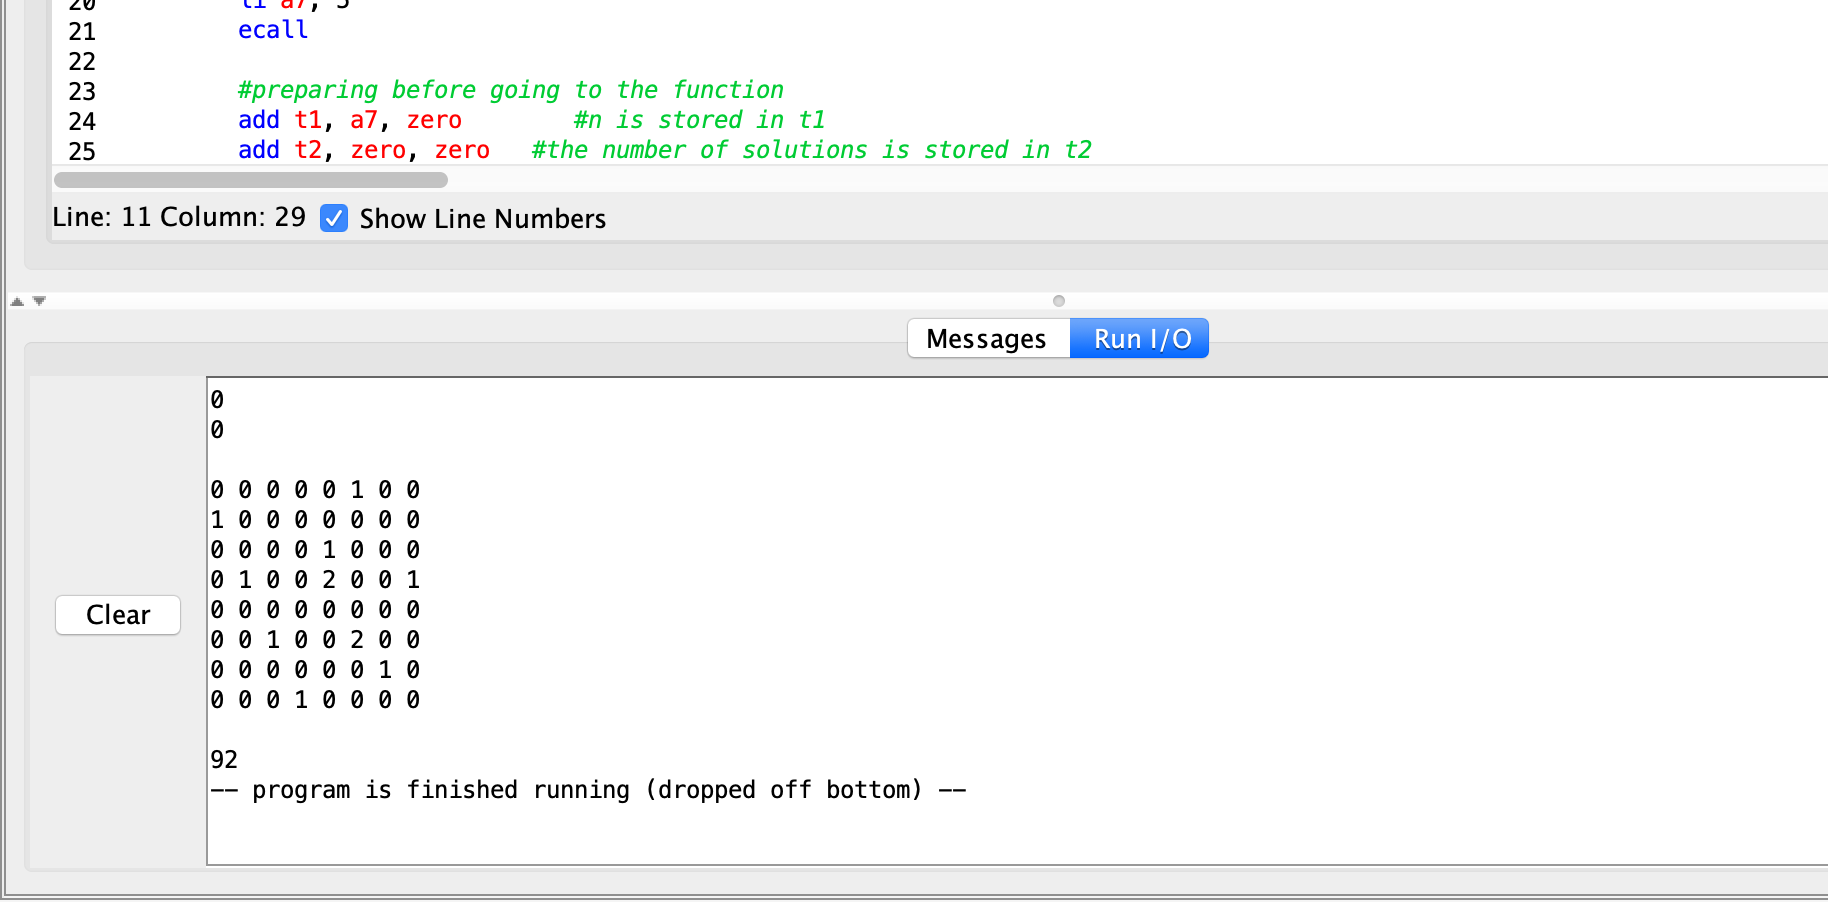 20 li a7, 5
21 ecall
22
23 #preparing before going to the function
24 add t1, a7, zero #n is stored in t1
25 add t2, zero, zero #the number of solutions is stored in t2
Line: 11 Column: 29 Show Line Numbers
Messages Run I/O
0
0
0 0 0 0 0 1 0 0
1 0 0 0 0 0 0 0
0 0 0 0 1 0 0 0
0 1 0 0 2 0 0 1
0 0 0 0 0 0 0 0
Clear
0 0 1 0 0 2 0 0
0 0 0 0 0 0 1 0
0 0 0 1 0 0 0 0
92
-- program is finished running (dropped off bottom) --